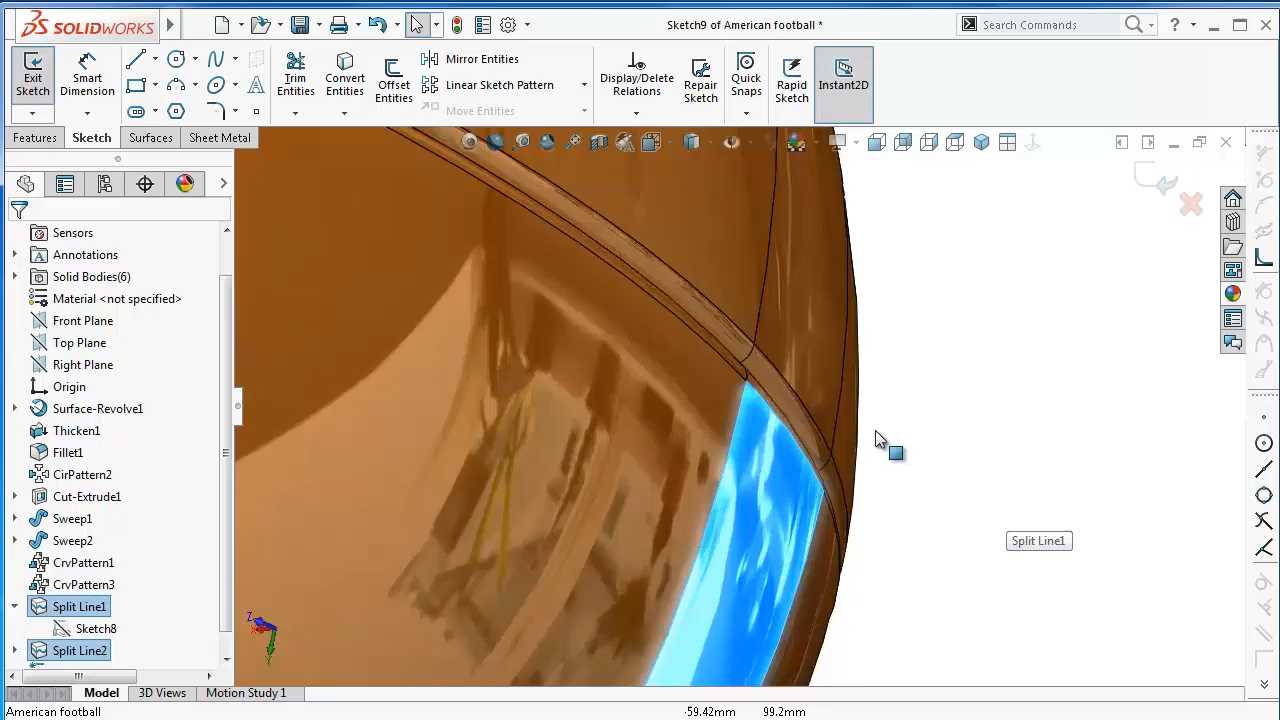 SOLIDWORKS
Sketch9 of American football *
Search Commands
Exit Sketch
Smart Dimension
Trim Entities
Convert Entities
Offset Entities
Mirror Entities
Linear Sketch Pattern
Move Entities
Display/Delete Relations
Repair Sketch
Quick Snaps
Rapid Sketch
Instant2D
Features
Sketch
Surfaces
Sheet Metal
Sensors
Annotations
Solid Bodies(6)
Material <not specified>
Front Plane
Top Plane
Right Plane
Origin
Surface-Revolve1
Thicken1
Fillet1
CirPattern2
Cut-Extrude1
Sweep1
Sweep2
CrvPattern1
CrvPattern3
Split Line1
Sketch8
Split Line2
Split Line1
Z
X
Y
Model
3D Views
Motion Study 1
American football
-59.42mm
99.2mm